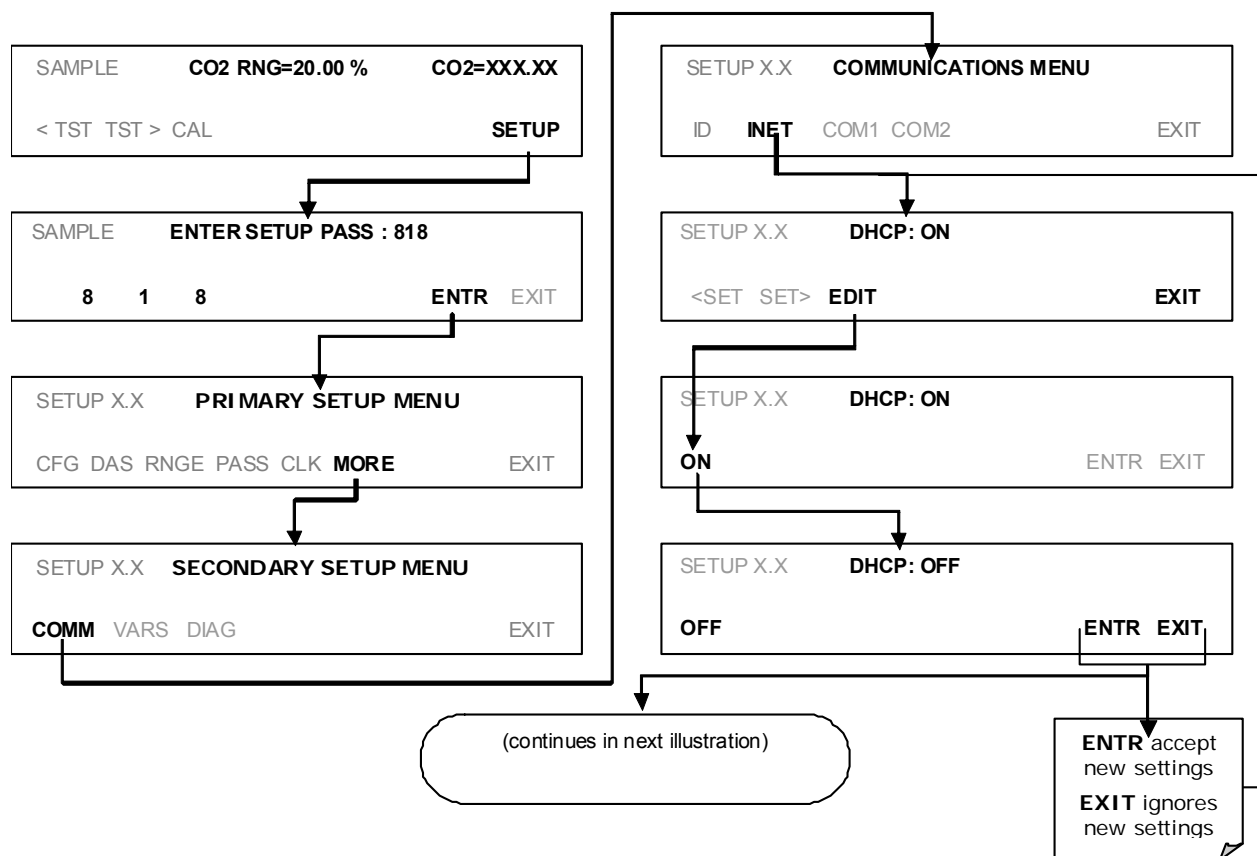 SAMPLE CO2 RNG=20.00 % CO2=XXX.XX
< TST TST > CAL SETUP
SAMPLE ENTER SETUP PASS : 818
8 1 8 ENTR EXIT
SETUP X.X PRIMARY SETUP MENU
CFG DAS RNGE PASS CLK MORE EXIT
SETUP X.X SECONDARY SETUP MENU
COMM VARS DIAG EXIT
SETUP X.X COMMUNICATIONS MENU
ID INET COM1 COM2 EXIT
SETUP X.X DHCP: ON
<SET SET> EDIT EXIT
SETUP X.X DHCP: ON
ON ENTR EXIT
SETUP X.X DHCP: OFF
OFF ENTR EXIT
(continues in next illustration)
ENTR accept
new settings
EXIT ignores
new settings